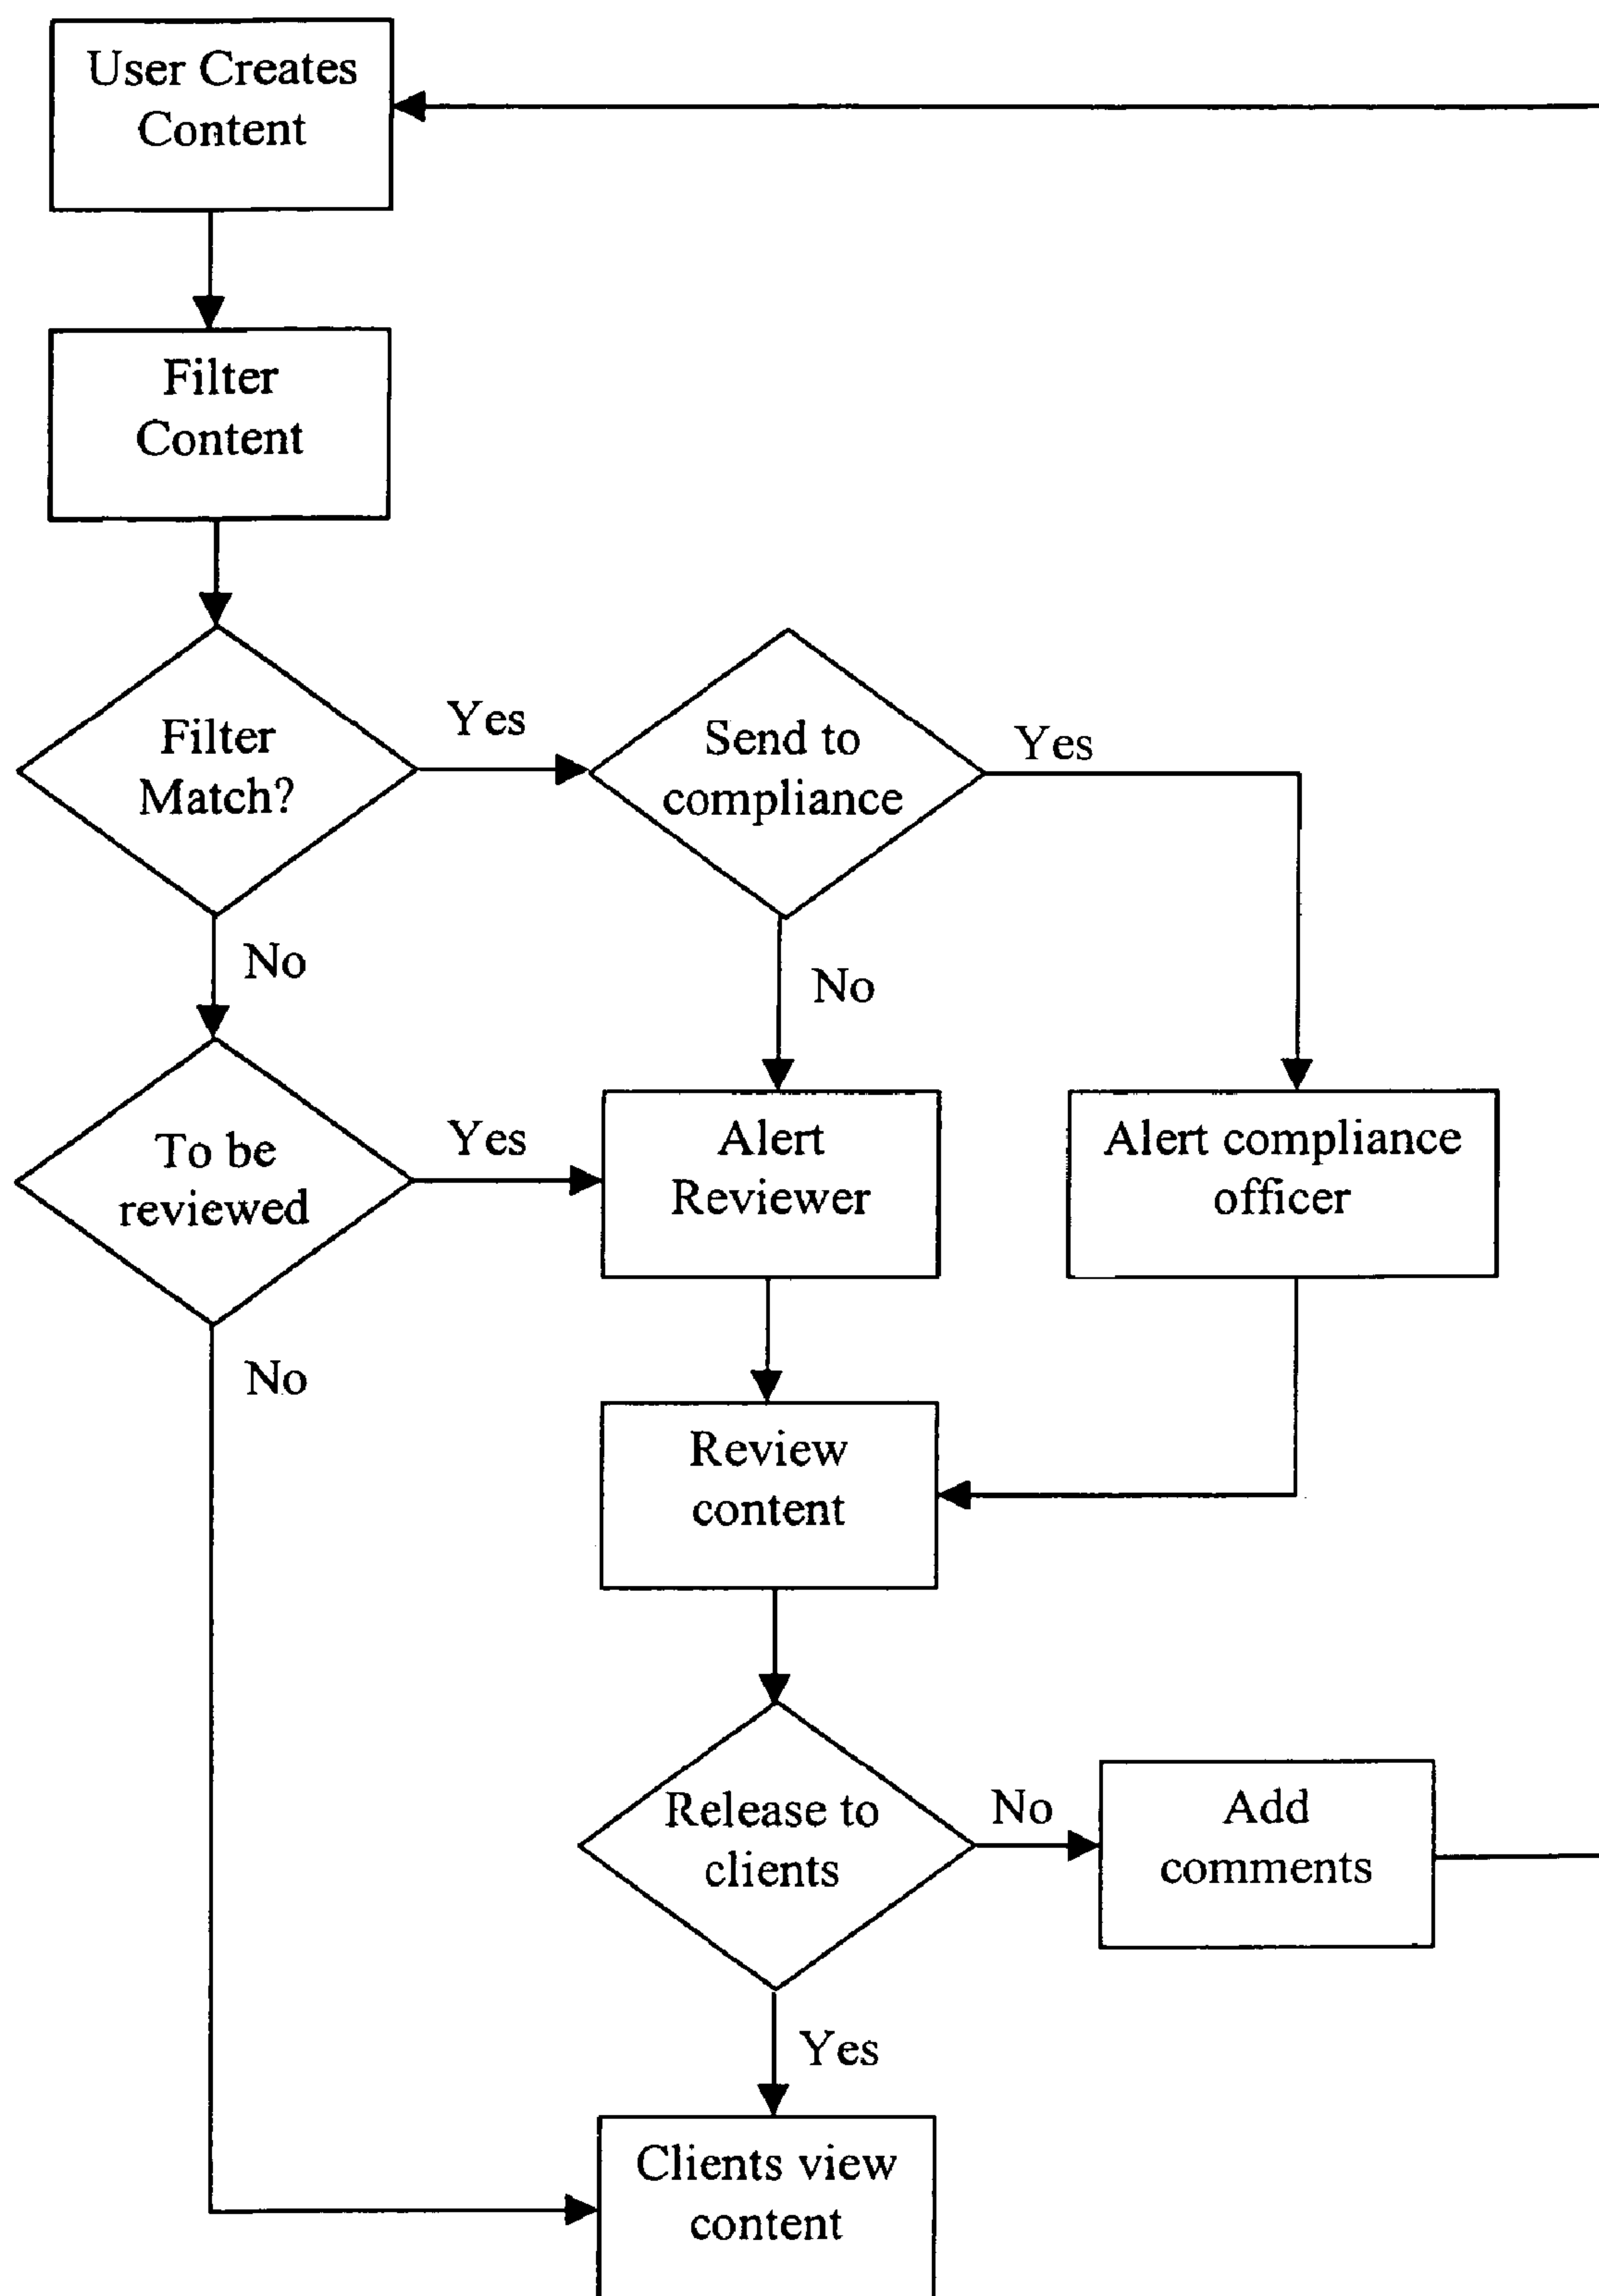 User Creates
Content
Filter
Content
Filter
Match?
Yes
Send to
compliance
Yes
No
No
To be
reviewed
Yes
Alert
Reviewer
Alert compliance
officer
No
Review
content
Release to
clients
No
Add
comments
Yes
Clients view
content